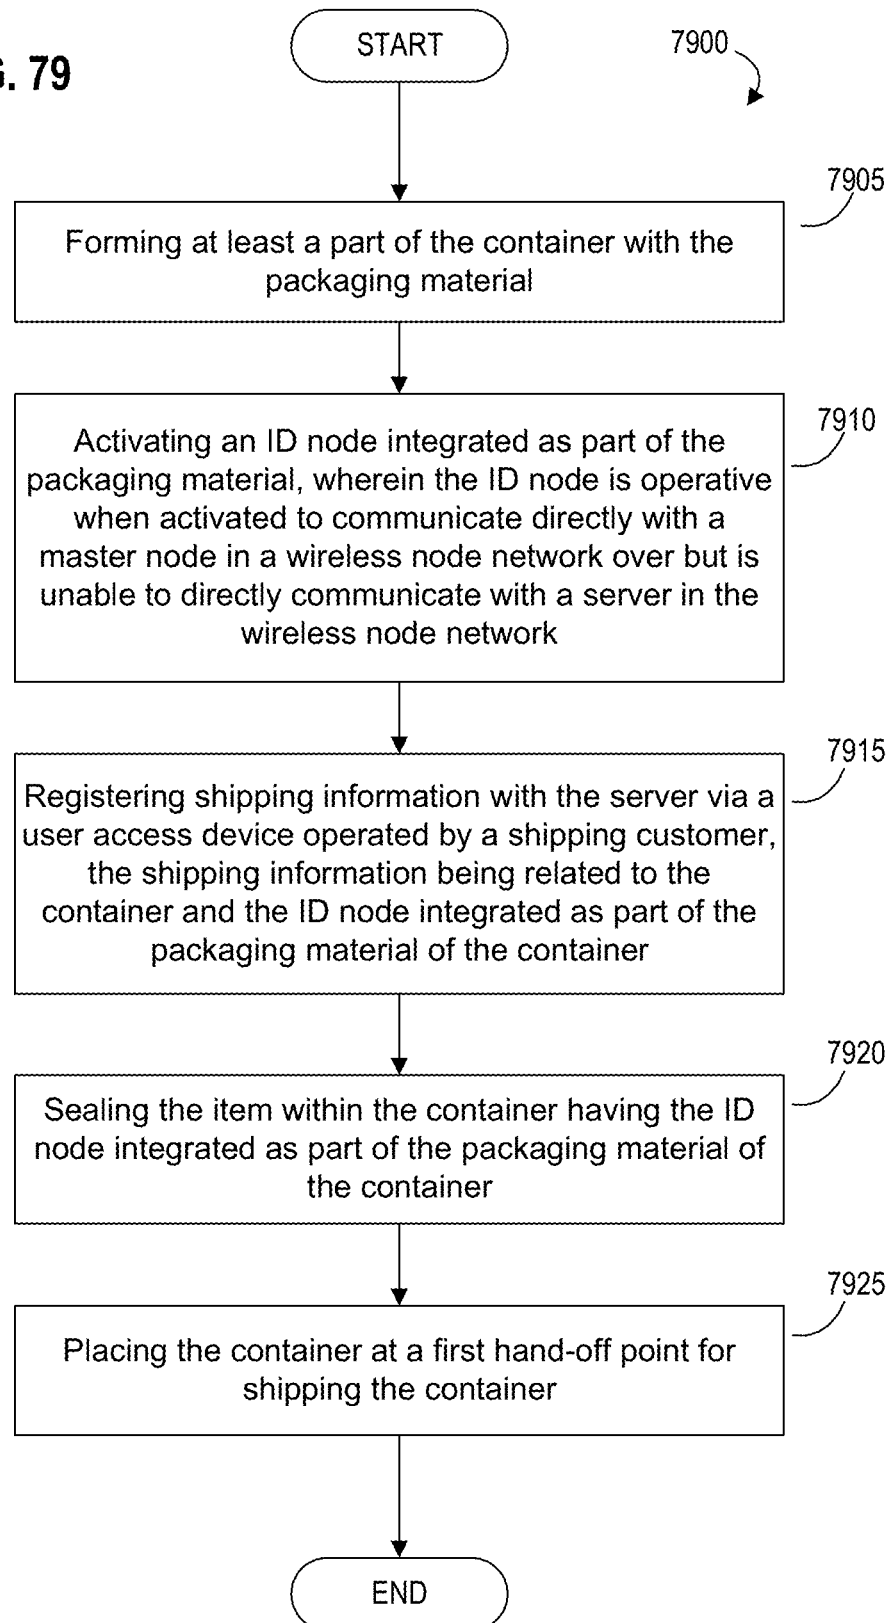 START
7900
G. 79
7905
Forming at least a part of the container with the
packaging material
7910
Activating an ID node integrated as part of the
packaging material, wherein the ID node is operative
when activated to communicate directly with a
master node in a wireless node network over but is
unable to directly communicate with a server in the
wireless node network
7915
Registering shipping information with the server via a
user access device operated by a shipping customer,
the shipping information being related to the
container and the ID node integrated as part of the
packaging material of the container
7920
Sealing the item within the container having the ID
node integrated as part of the packaging material of
the container
7925
Placing the container at a first hand-off point for
shipping the container
END